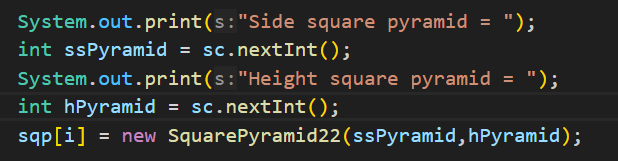 System.out.print(s:"Side square pyramid = ");
int ssPyramid = sc.nextInt();
System.out.print(s:"Height square pyramid = ");
int hPyramid = sc.nextInt();
sqp[i] = new SquarePyramid22(ssPyramid,hPyramid);